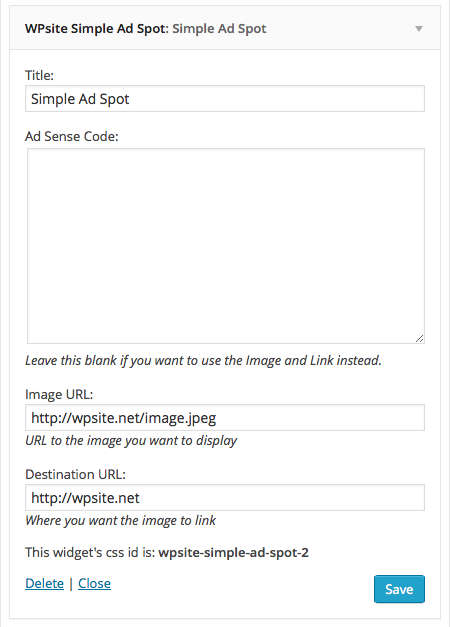 WPsite Simple Ad Spot: Simple Ad Spot
Title:
Simple Ad Spot
Ad Sense Code:
Leave this blank if you want to use the Image and Link instead.
Image URL:
http://wpsite.net/image.jpeg
URL to the image you want to display
Destination URL:
http://wpsite.net
Where you want the image to link
This widget's css id is: wpsite-simple-ad-spot-2
Delete | Close
Save